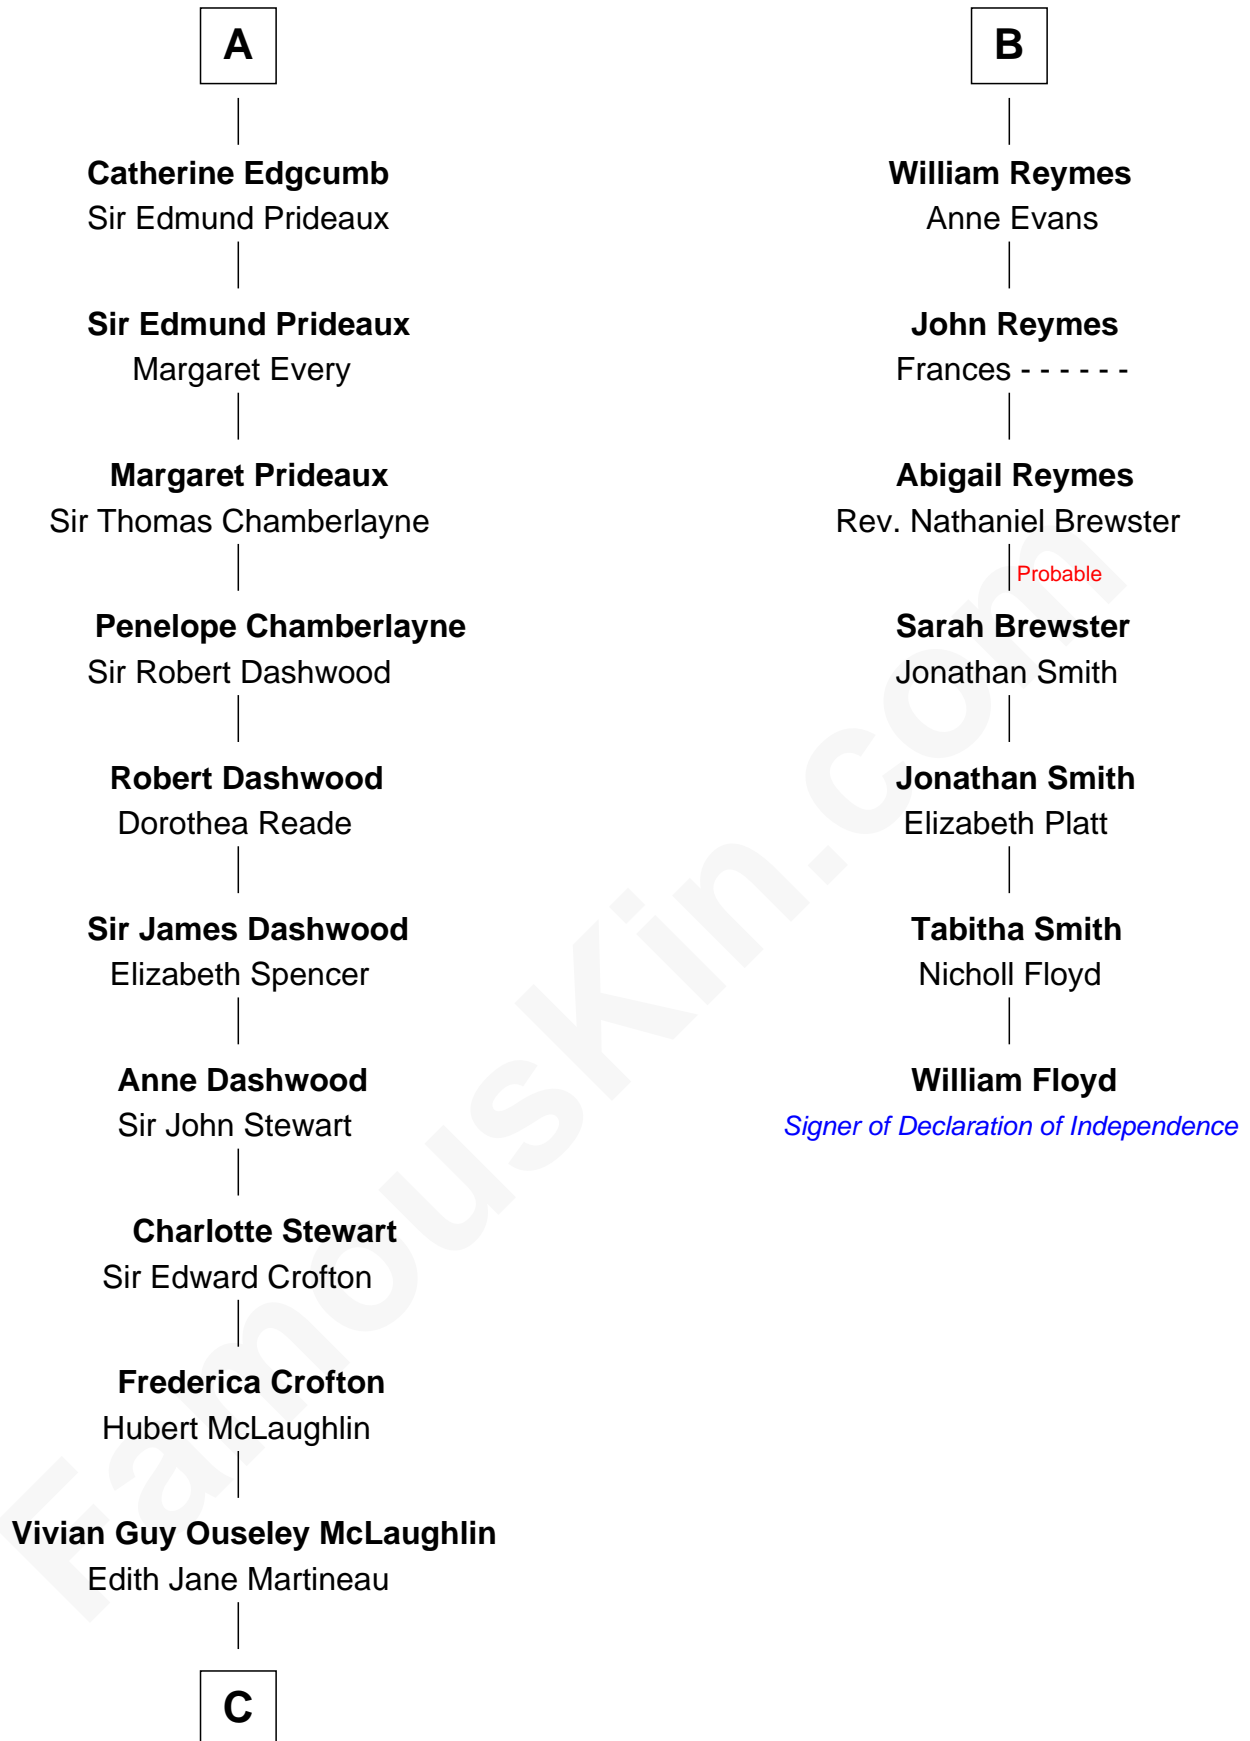 A
Catherine Edgcumb
Sir Edmund Prideaux
Sir Edmund Prideaux
Margaret Every
Margaret Prideaux
Sir Thomas Chamberlayne
Penelope Chamberlayne
Sir Robert Dashwood
Robert Dashwood
Dorothea Reade
Sir James Dashwood
Elizabeth Spencer
Anne Dashwood
Sir John Stewart
Charlotte Stewart
Sir Edward Crofton
Frederica Crofton
Hubert McLaughlin
Vivian Guy Ouseley McLaughlin
Edith Jane Martineau
C
B
William Reymes
Anne Evans
John Reymes
Frances - - - - - -
Abigail Reymes
Rev. Nathaniel Brewster
Probable
Sarah Brewster
Jonathan Smith
Jonathan Smith
Elizabeth Platt
Tabitha Smith
Nicholl Floyd
William Floyd
Signer of Declaration of Independence
FamousKin.com